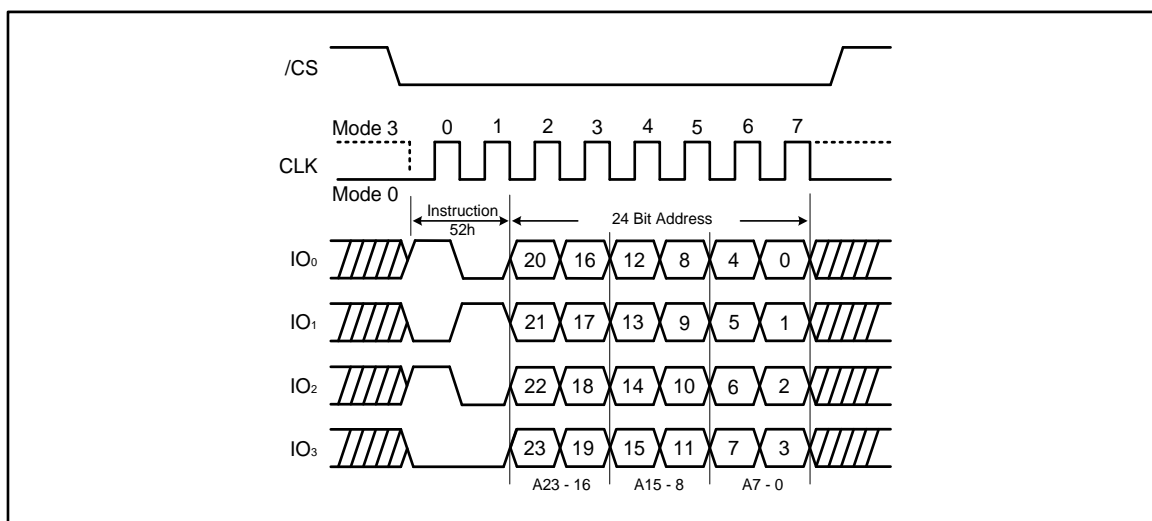 /CS
Mode 3 0 1 2 3 4 5 6 7
CLK
Mode 0
Instruction
52h
24 Bit Address
IO₀ 20 16 12 8 4 0
IO₁ 21 17 13 9 5 1
IO₂ 22 18 14 10 6 2
IO₃ 23 19 15 11 7 3
A23 - 16 A15 - 8 A7 - 0